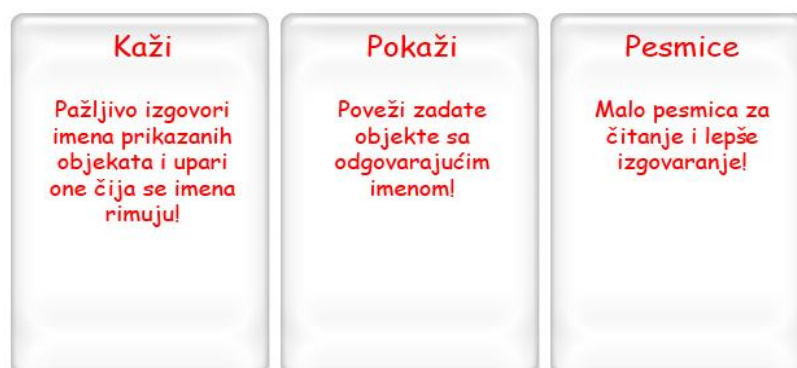 Kaži
Pažljivo izgovori
imena prikazanih
objekata i upari
one čija se imena
rimuju!
Pokaži
Poveži zadate
objekte sa
odgovarajućim
imenom!
Pesmice
Malo pesmica za
čitanje i lepše
izgovaranje!